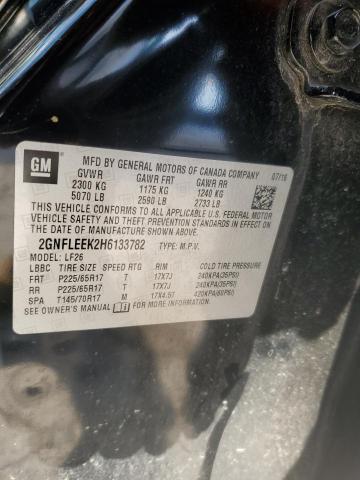 GM
MFD BY GENERAL MOTORS OF CANADA COMPANY 07/16
GVWR GAWR FRT GAWR RR
2300 KG 1175 KG 1240 KG
5070 LB 2590 LB 2733 LB
THIS VEHICLE CONFORMS TO ALL APPLICABLE U.S. FEDERAL MOTOR
VEHICLE SAFETY AND THEFT PREVENTION STANDARDS IN EFFECT ON
THE DATE OF MANUFACTURE SHOWN ABOVE.
2GNFLEEK2H6133782 TYPE: M.P.V.
MODEL: LF26
LBBC TIRE SIZE SPEED RTG RIM COLD TIRE PRESSURE
FRT P225/65R17 T 17X7J 240KPA(35PSI)
RR P225/65R17 T 17X7J 240KPA(35PSI)
SPA T145/70R17 M 17X4.5T 420KPA(60PSI)
SEE OWNER'S MANUAL FOR MORE INFORMATION.